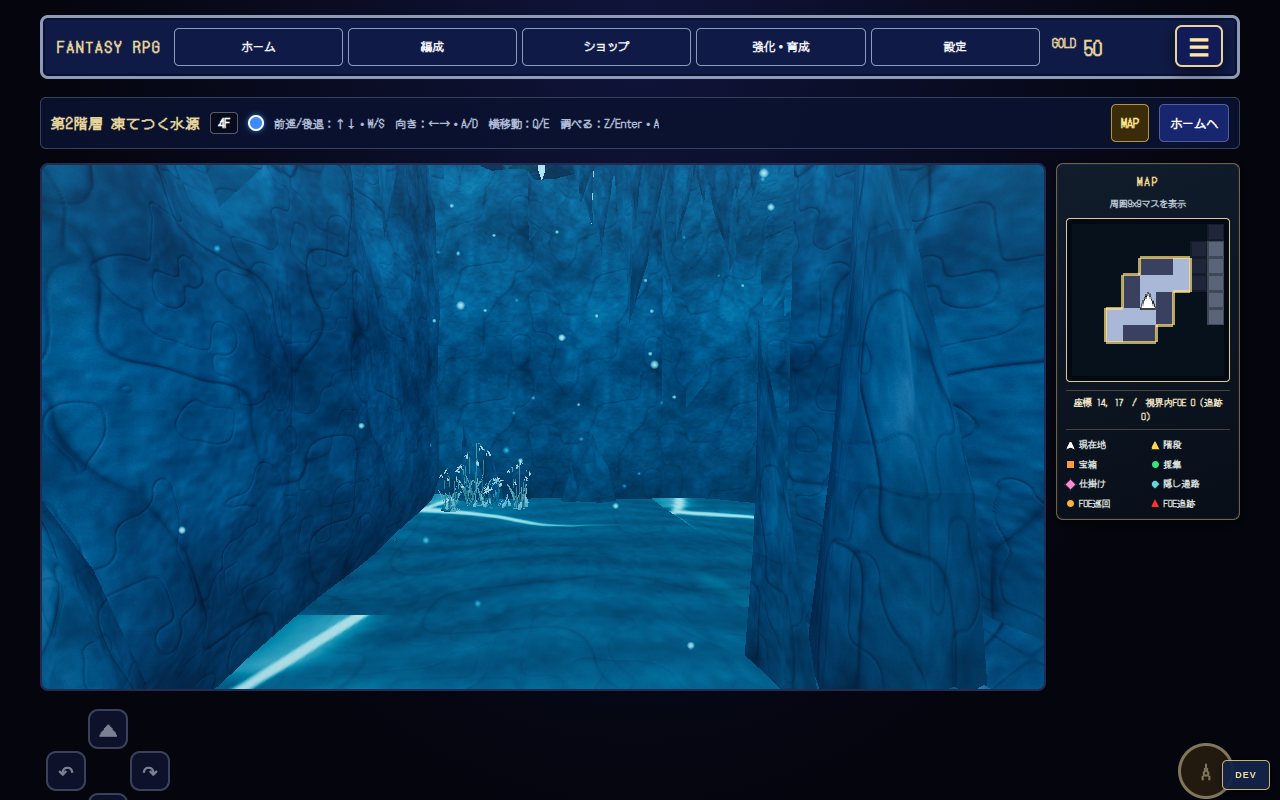 FANTASY RPG
ホーム
編成
ショップ
強化・育成
設定
GOLD 50
第2階層 凍てつく水源
4F
前進/後退：↑↓・W/S 向き：←→・A/D 横移動：Q/E 調べる：Z/Enter・A
MAP
ホームへ
MAP
周囲9x9マスを表示
座標 14, 17 / 視界内FOE 0（追跡
0）
現在地
階段
宝箱
採集
仕掛け
隠し通路
FOE巡回
FOE追跡
A
DEV